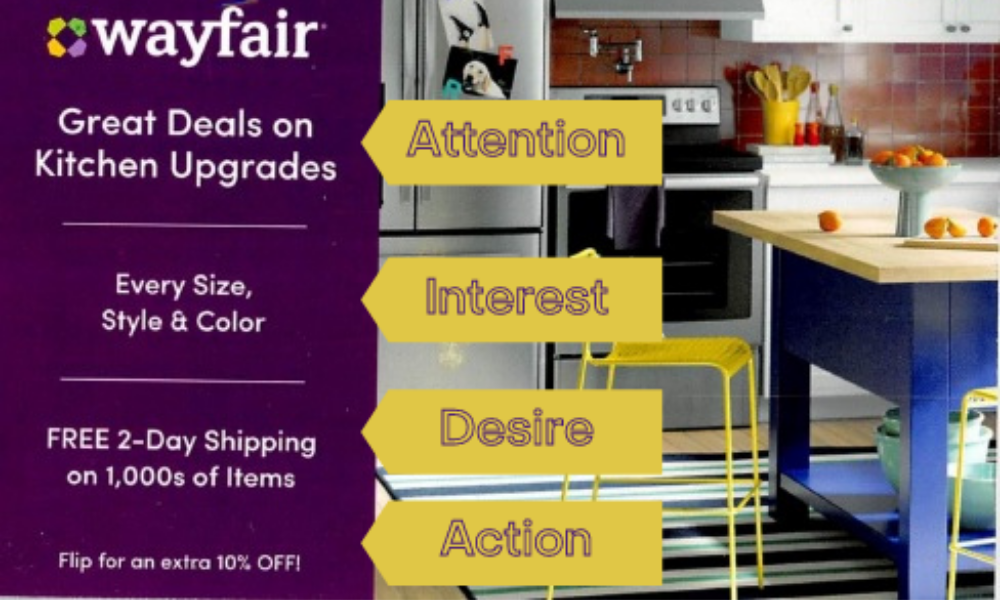 wayfair
Great Deals on
Kitchen Upgrades
Attention
Every Size,
Style & Color
Interest
FREE 2-Day Shipping
on 1,000s of Items
Desire
Flip for an extra 10% OFF!
Action